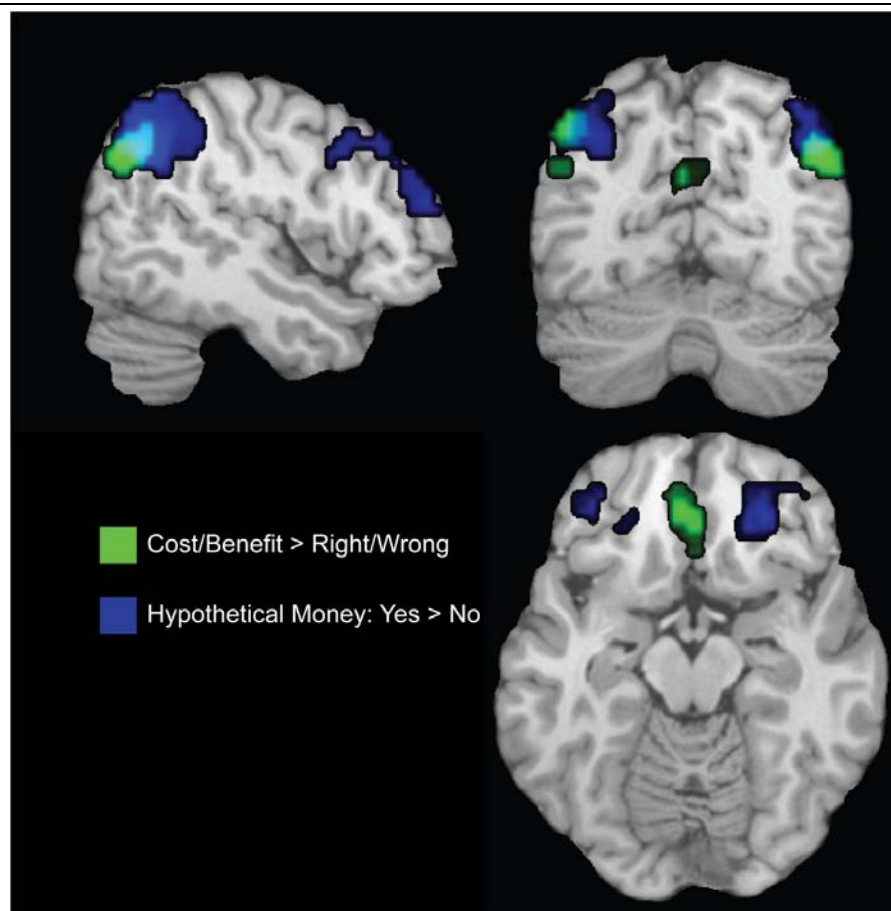 Cost/Benefit > Right/Wrong
Hypothetical Money: Yes > No